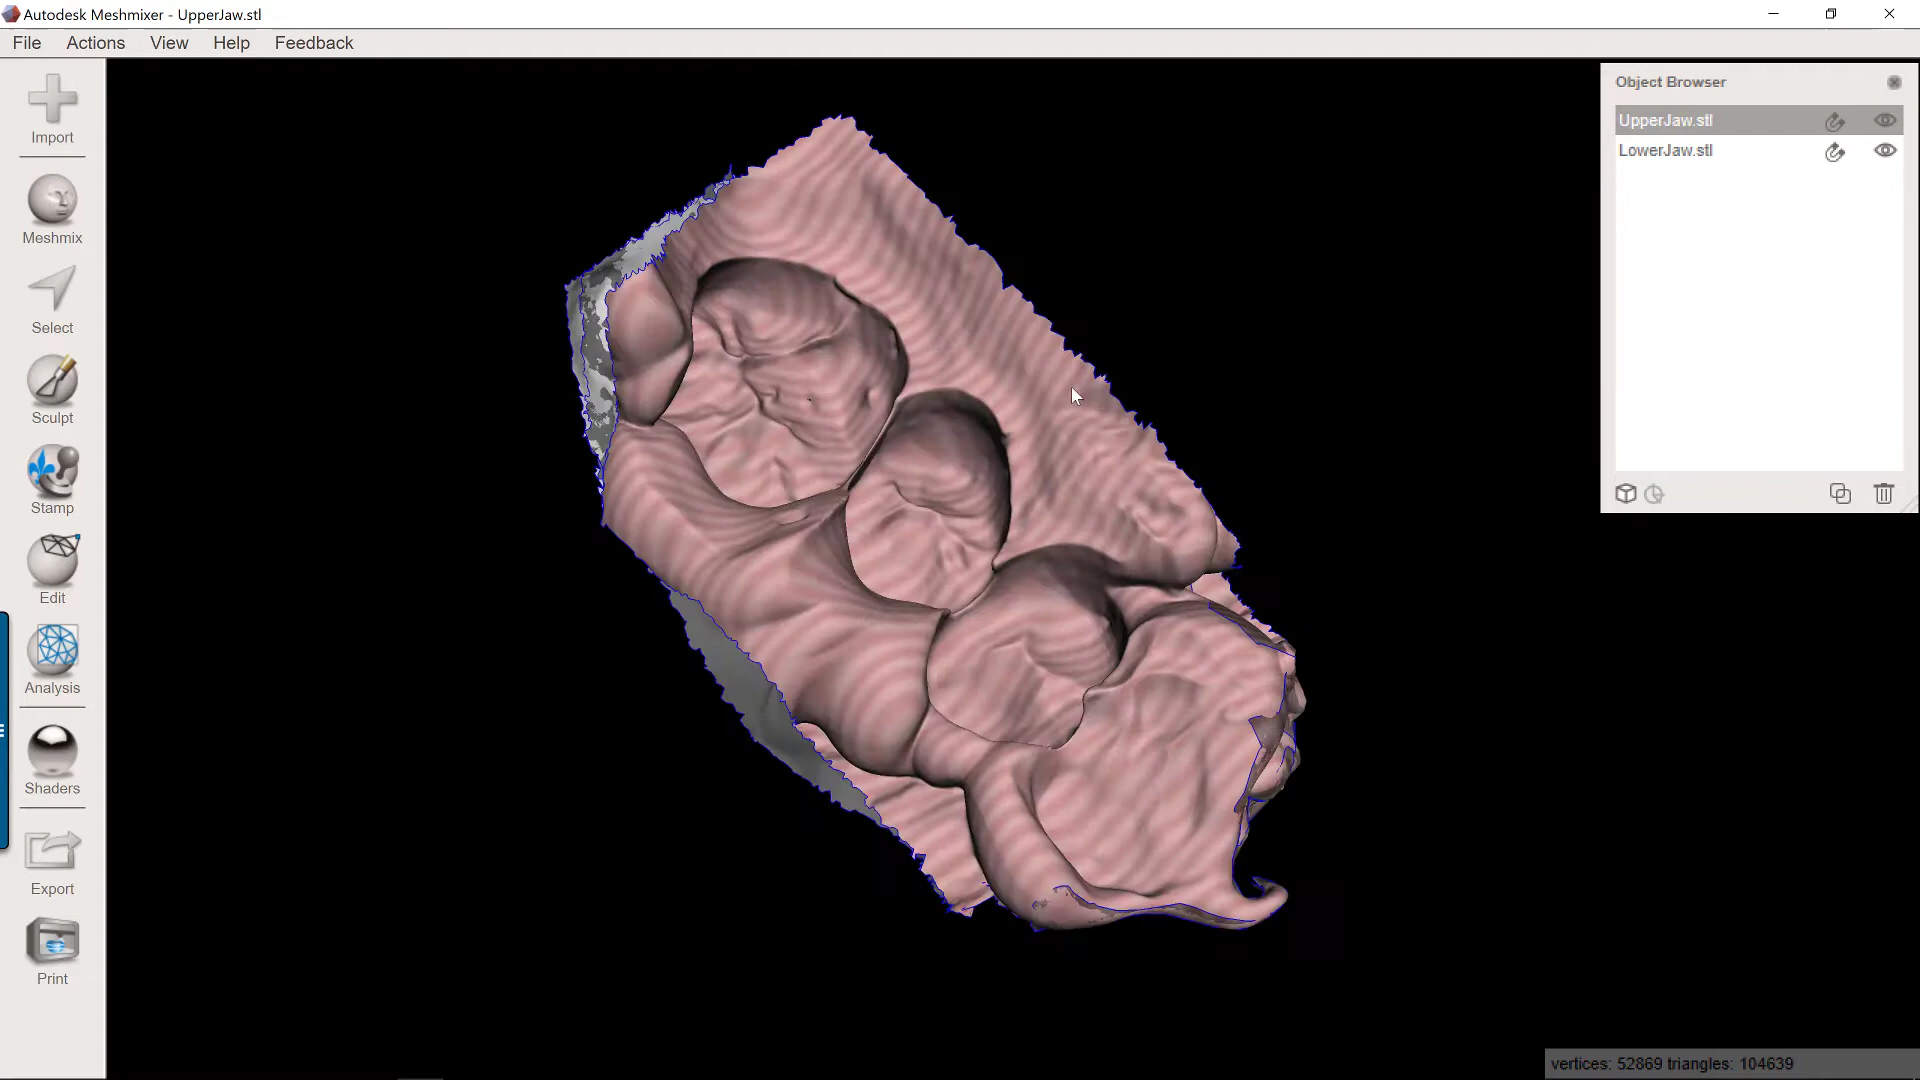 Autodesk Meshmixer - UpperJaw.stl
File Actions View Help Feedback
Import
Meshmix
Select
Sculpt
Stamp
Edit
Analysis
Shaders
Export
Print
Object Browser
UpperJaw.stl
LowerJaw.stl
vertices: 52869 triangles: 104639